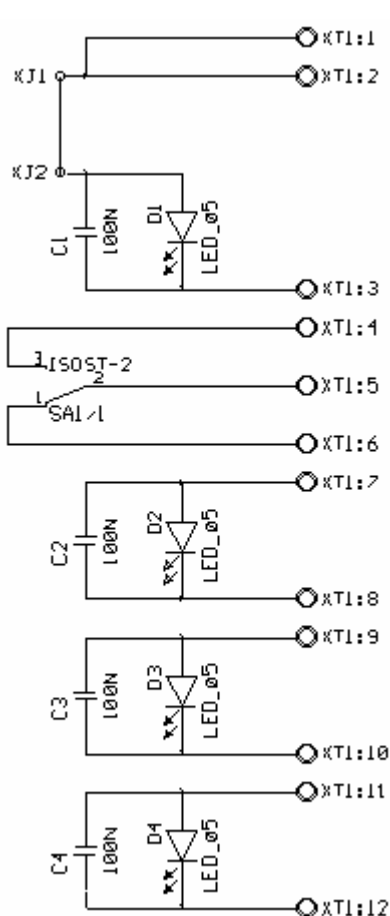 XT1:1
XJ1
XT1:2
XJ2
C1
100N
D1
LED_ø5
XT1:3
XT1:4
3
ISOST-2
2
XT1:5
1
SA1/1
XT1:6
XT1:7
C2
100N
D2
LED_ø5
XT1:8
XT1:9
C3
100N
D3
LED_ø5
XT1:10
XT1:11
C4
100N
D4
LED_ø5
XT1:12